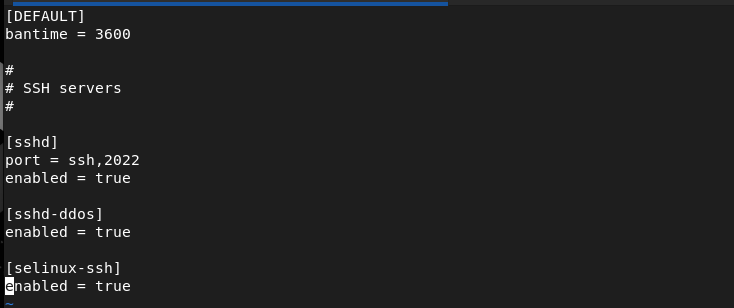 [DEFAULT]
bantime = 3600
#
# SSH servers
#
[sshd]
port = ssh,2022
enabled = true
[sshd-ddos]
enabled = true
[selinux-ssh]
enabled = true
~